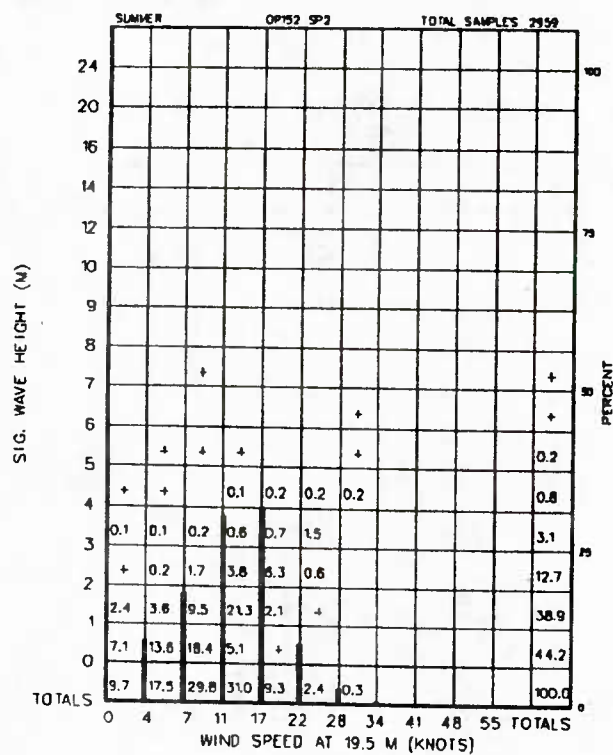 SUMMER OP152 SP2 TOTAL SAMPLES 2959
24 100
20
16
14
12 75
10
9
8
7 + +
50
6 + +
5 + + + + 0.2
4 + + 0.1 0.2 0.2 0.2 0.8
3 0.1 0.1 0.2 0.6 0.7 1.5 3.1
25
2 + 0.2 1.7 3.8 6.3 0.6 12.7
1 2.4 3.6 9.5 21.3 2.1 + 38.9
0 7.1 13.6 18.4 5.1 + 44.2
TOTALS 9.7 17.5 29.8 31.0 9.3 2.4 0.3 100.0
0
0 4 7 11 17 22 28 34 41 48 55 TOTALS
WIND SPEED AT 19.5 M (KNOTS)
SIG. WAVE HEIGHT (M)
PERCENT